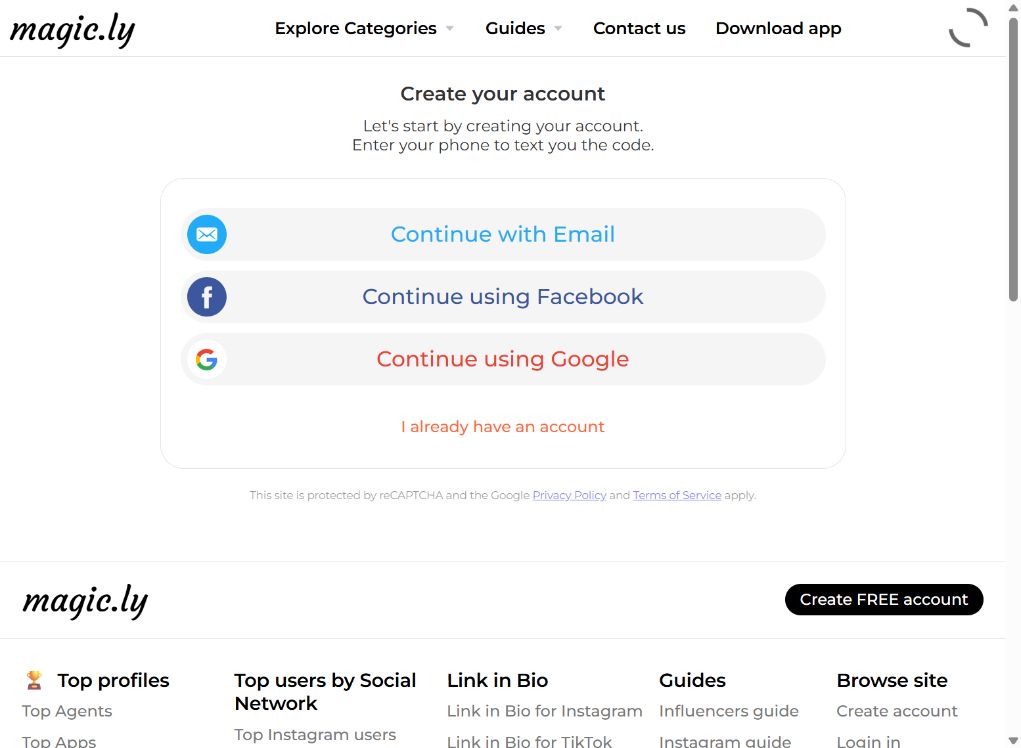 magic.ly
Explore Categories
Guides
Contact us
Download app
Create your account
Let's start by creating your account.
Enter your phone to text you the code.
Continue with Email
Continue using Facebook
Continue using Google
I already have an account
This site is protected by reCAPTCHA and the Google Privacy Policy and Terms of Service apply.
magic.ly
Create FREE account
Top profiles
Top Agents
Top Apps
Top users by Social
Network
Top Instagram users
Link in Bio
Link in Bio for Instagram
Link in Bio for TikTok
Guides
Influencers guide
Instagram guide
Browse site
Create account
Login in